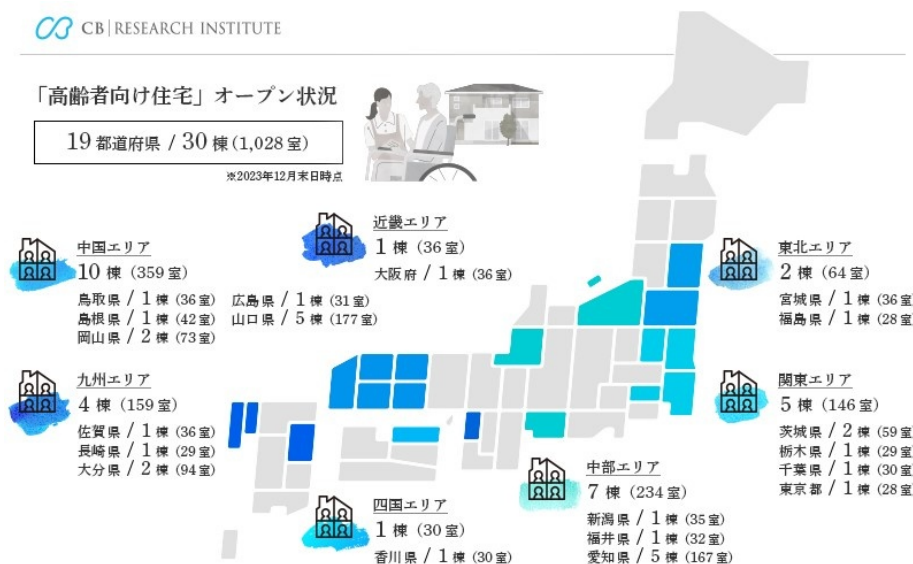 CB | RESEARCH INSTITUTE
「高齢者向け住宅」オープン状況
19 都道府県 / 30 棟(1,028 室)
※2023年12月末日時点
近畿エリア
1 棟 (36 室)
大阪府 / 1 棟 (36 室)
中国エリア
10 棟 (359 室)
鳥取県 / 1 棟 (36 室)
島根県 / 1 棟 (42 室)
岡山県 / 2 棟 (73 室)
広島県 / 1 棟 (31 室)
山口県 / 5 棟 (177 室)
東北エリア
2 棟 (64 室)
宮城県 / 1 棟 (36 室)
福島県 / 1 棟 (28 室)
九州エリア
4 棟 (159 室)
佐賀県 / 1 棟 (36 室)
長崎県 / 1 棟 (29 室)
大分県 / 2 棟 (94 室)
関東エリア
5 棟 (146 室)
茨城県 / 2 棟 (59 室)
栃木県 / 1 棟 (29 室)
千葉県 / 1 棟 (30 室)
東京都 / 1 棟 (28 室)
四国エリア
1 棟 (30 室)
香川県 / 1 棟 (30 室)
中部エリア
7 棟 (234 室)
新潟県 / 1 棟 (35 室)
福井県 / 1 棟 (32 室)
愛知県 / 5 棟 (167 室)